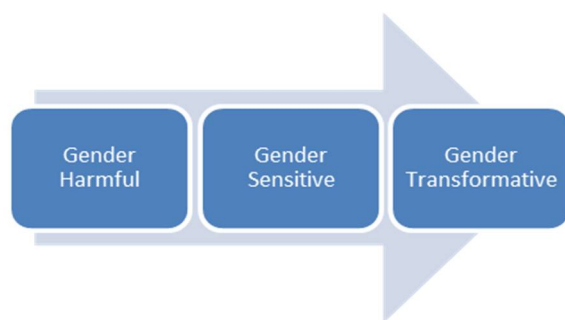 Gender
Harmful
Gender
Sensitive
Gender
Transformative